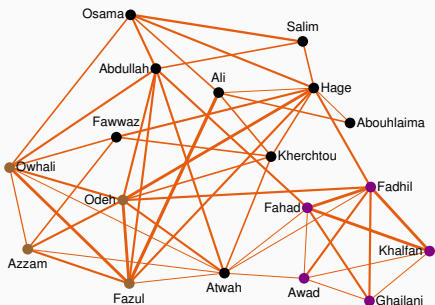 Osama
Salim
Abdullah
Ali
Hage
Fawwaz
Abouhlaima
Kherchtou
Owhali
Fadhil
Odeh
Fahad
Khalfan
Azzam
Atwah
Awad
Fazul
Ghailani